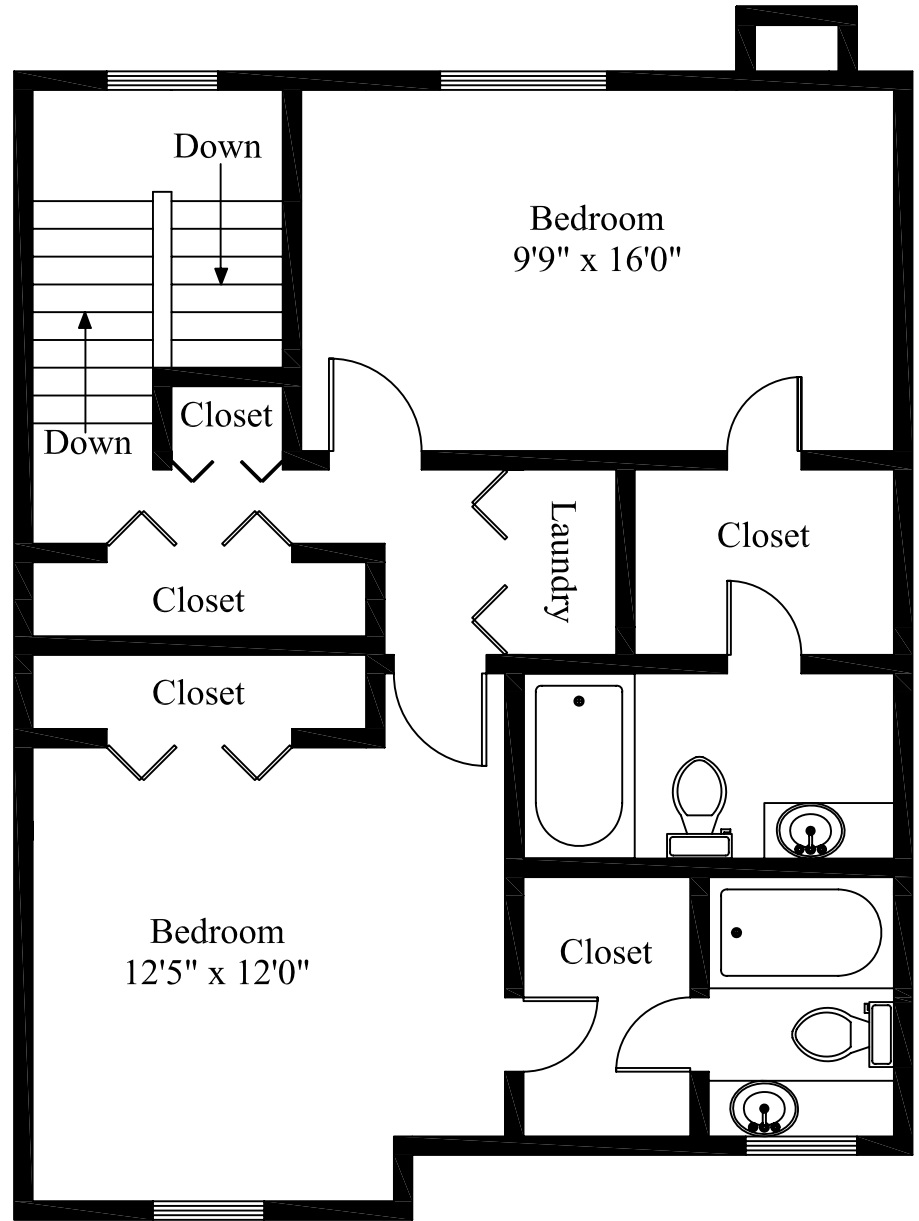 Down
Bedroom
9'9" x 16'0"
Closet
Down
Laundry
Closet
Closet
Closet
Bedroom
12'5" x 12'0"
Closet